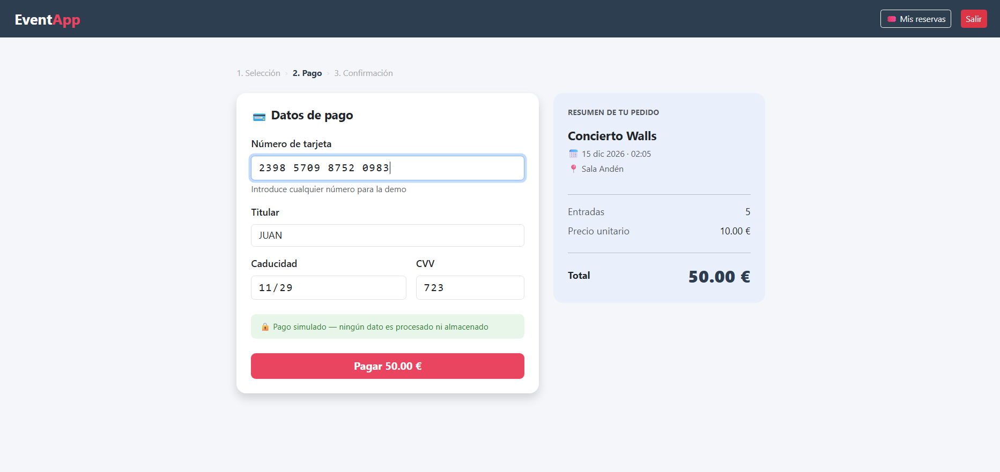 EventApp
Mis reservas
Salir
1. Selección › 2. Pago › 3. Confirmación
Datos de pago
Número de tarjeta
2398 5709 8752 0983
Introduce cualquier número para la demo
Titular
JUAN
Caducidad
CVV
11/29
723
Pago simulado — ningún dato es procesado ni almacenado
Pagar 50.00 €
RESUMEN DE TU PEDIDO
Concierto Walls
15 dic 2026 · 02:05
Sala Andén
Entradas 5
Precio unitario 10.00 €
Total 50.00 €